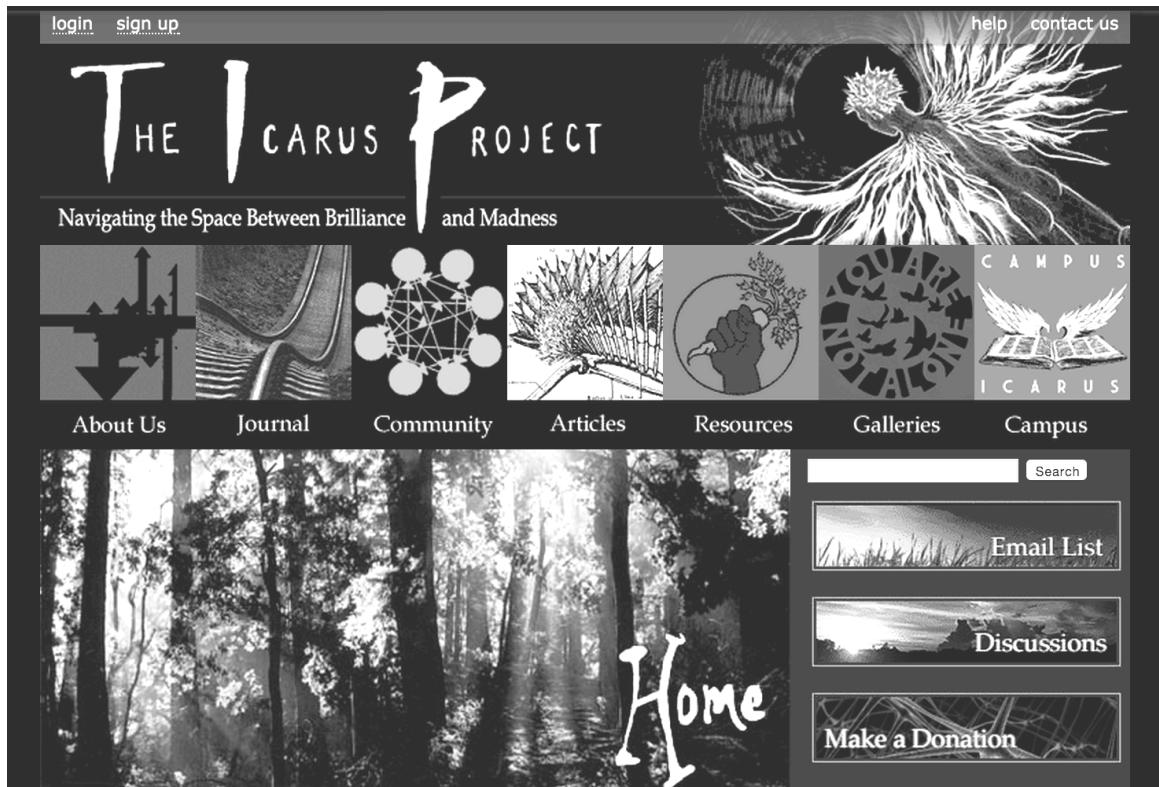 login sign up help contact us
THE ICARUS PROJECT
Navigating the Space Between Brilliance and Madness
YOU ARE NOT ALONE
CAMPUS
ICARUS
About Us Journal Community Articles Resources Galleries Campus
Search
Email List
Discussions
Home
Make a Donation